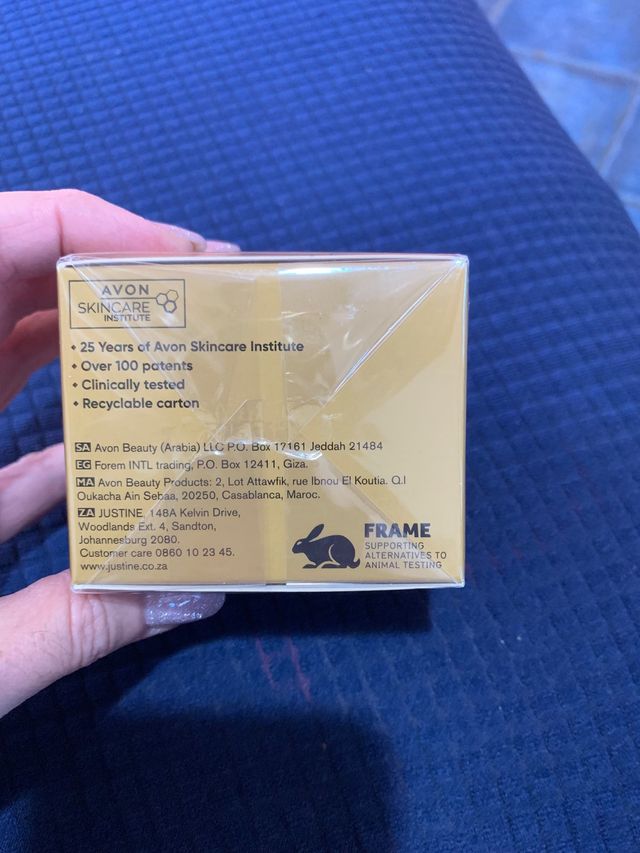 AVON
SKINCARE
INSTITUTE
• 25 Years of Avon Skincare Institute
• Over 100 patents
• Clinically tested
• Recyclable carton
SA Avon Beauty (Arabia) LLC P.O. Box 17161 Jeddah 21484
EG Forem INTL trading, P.O. Box 12411, Giza.
MA Avon Beauty Products: 2, Lot Attawfik, rue Ibnou El Koutia. Q.I
Oukacha Ain Sebaa, 20250, Casablanca, Maroc.
ZA JUSTINE, 148A Kelvin Drive,
Woodlands Ext. 4, Sandton,
Johannesburg 2080.
Customer care 0860 10 23 45.
www.justine.co.za
FRAME
SUPPORTING
ALTERNATIVES TO
ANIMAL TESTING